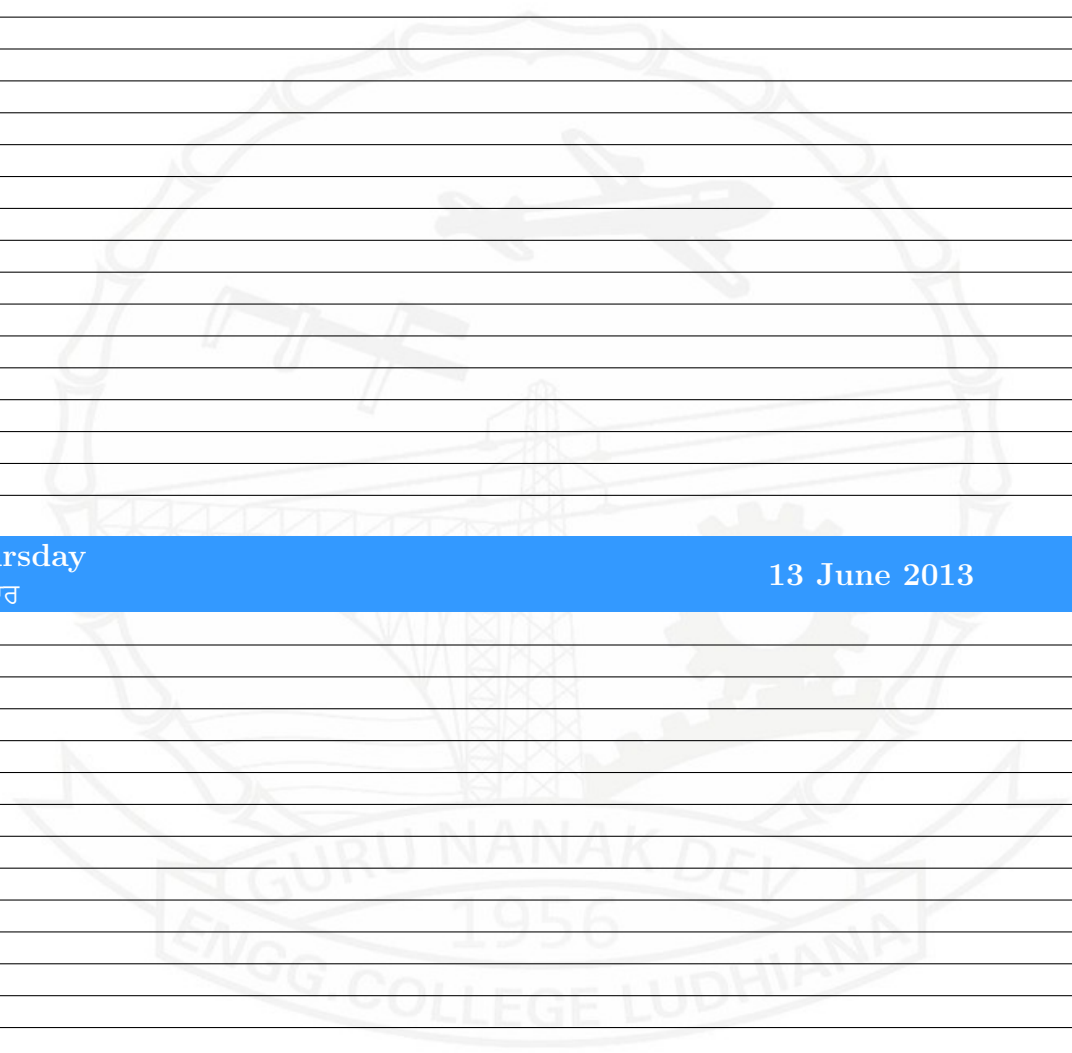 rsday
ਾਰ
13 June 2013
GURU NANAK DEV
1956
ENGG. COLLEGE LUDHIANA